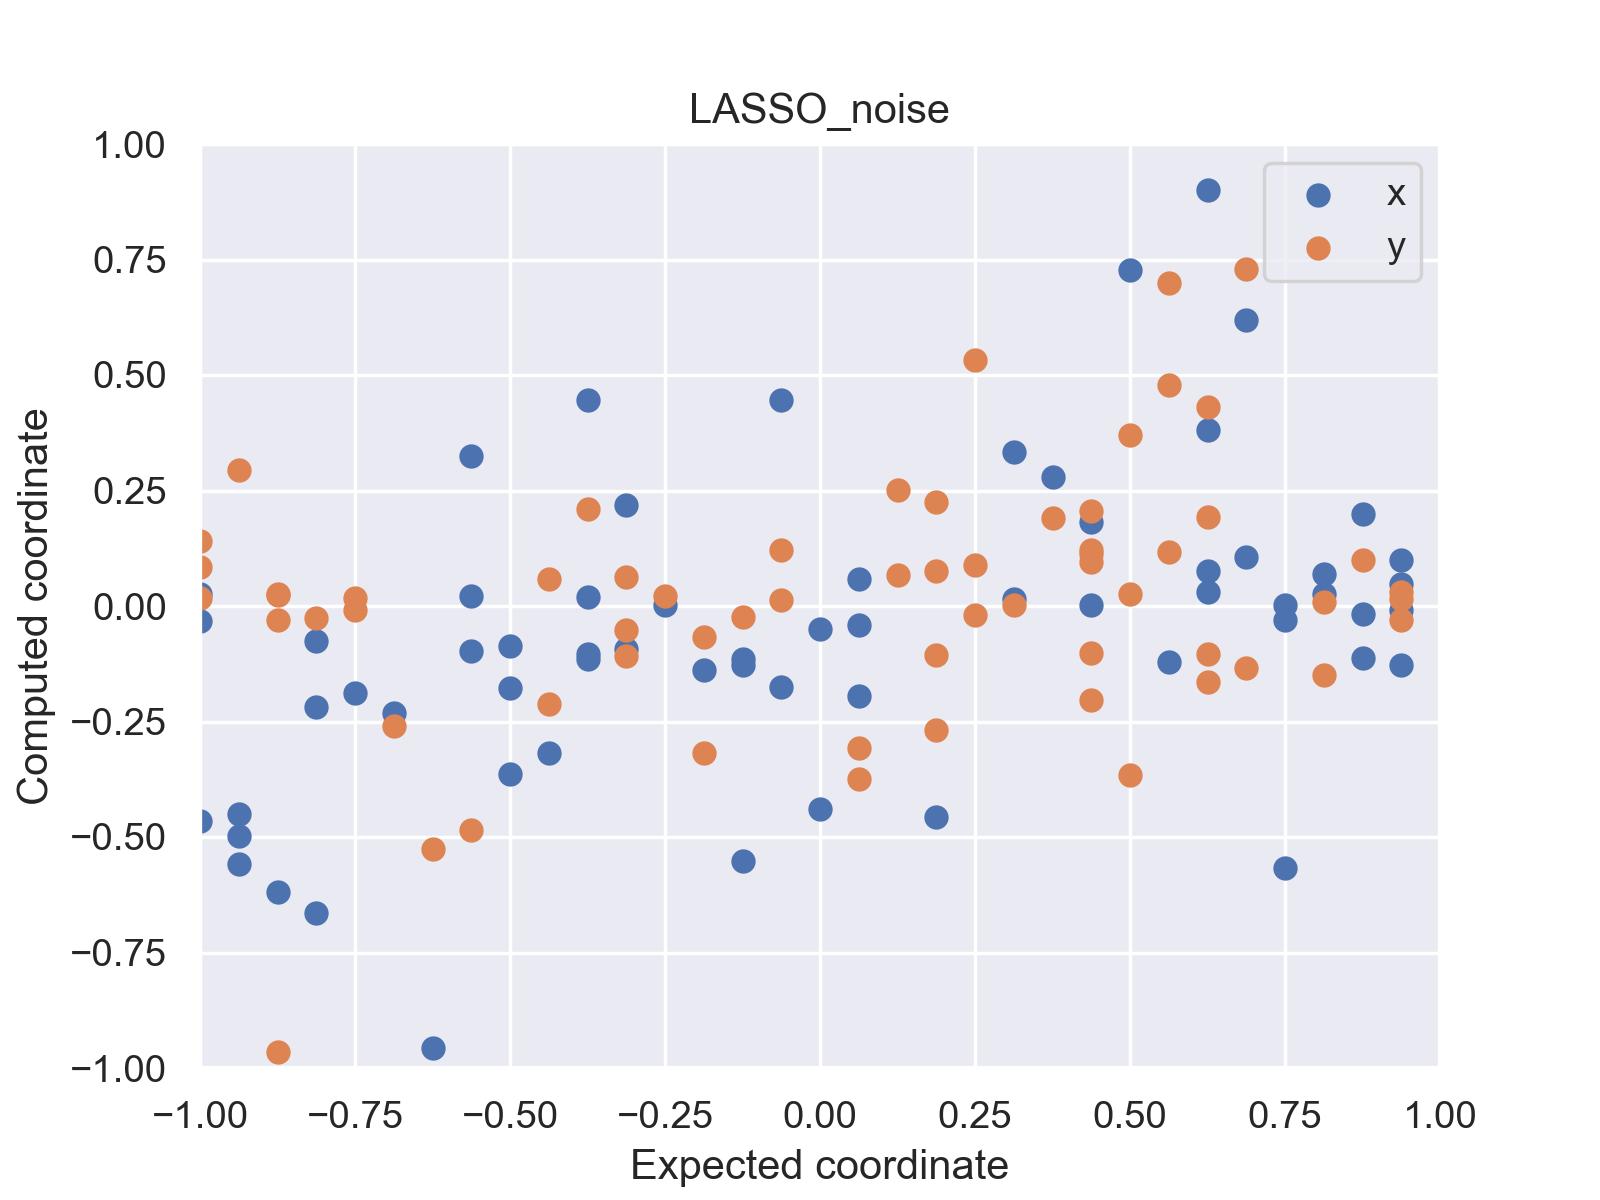 LASSO_noise
x
y
1.00
0.75
0.50
0.25
0.00
−0.25
−0.50
−0.75
−1.00
Computed coordinate
−1.00 −0.75 −0.50 −0.25 0.00 0.25 0.50 0.75 1.00
Expected coordinate